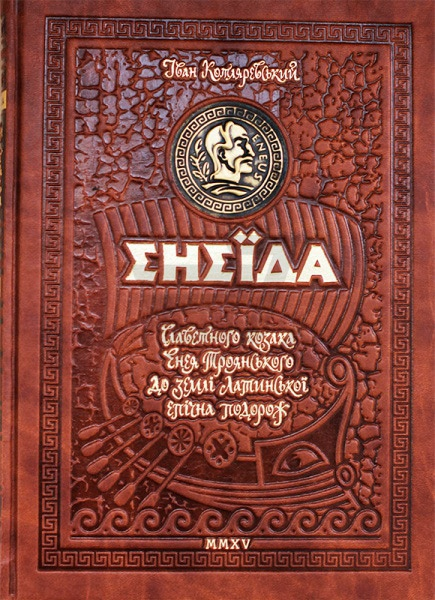 Іван Котляревський
ENEUS
ЕНЕЇДА
Славетного козака
Енея Троянського
До землі Латинської
епічна подорож
MMXV